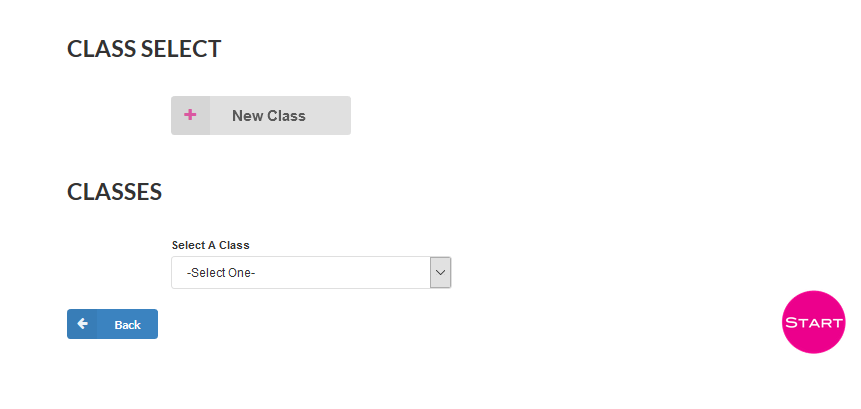 CLASS SELECT
New Class
CLASSES
Select A Class
-Select One-
Back
START